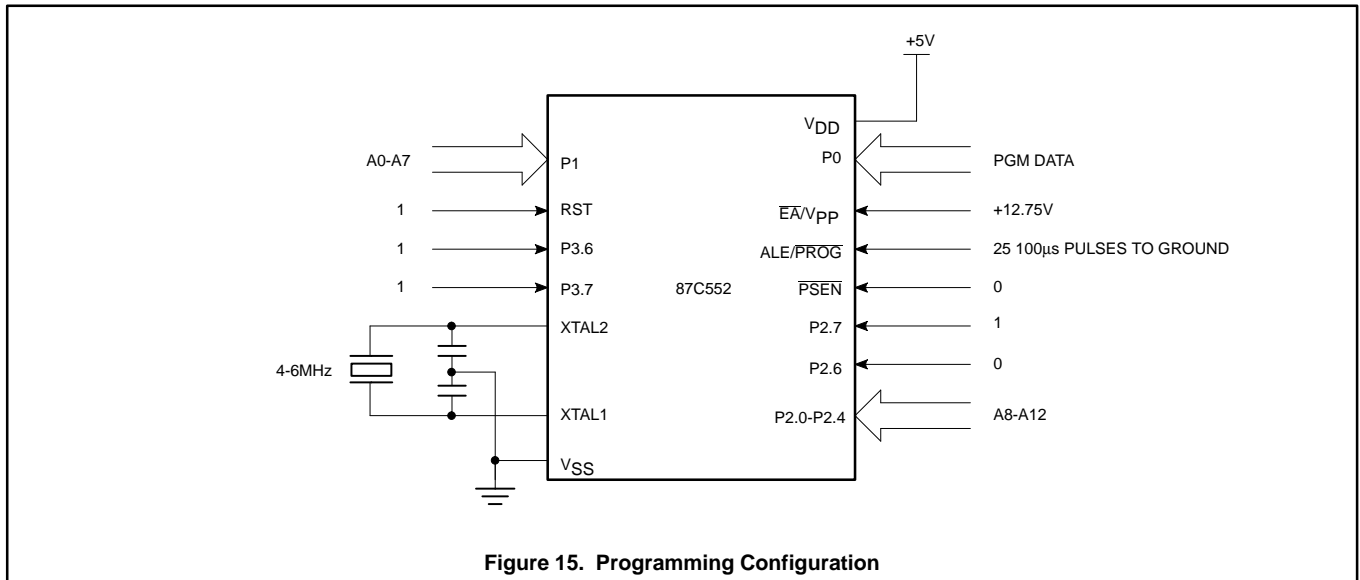 +5V
VDD
A0-A7
P1
P0
PGM DATA
1
RST
EA/VPP
+12.75V
1
P3.6
ALE/PROG
25 100μs PULSES TO GROUND
1
P3.7
87C552
PSEN
0
XTAL2
P2.7
1
4-6MHz
P2.6
0
XTAL1
P2.0-P2.4
A8-A12
VSS
Figure 15. Programming Configuration